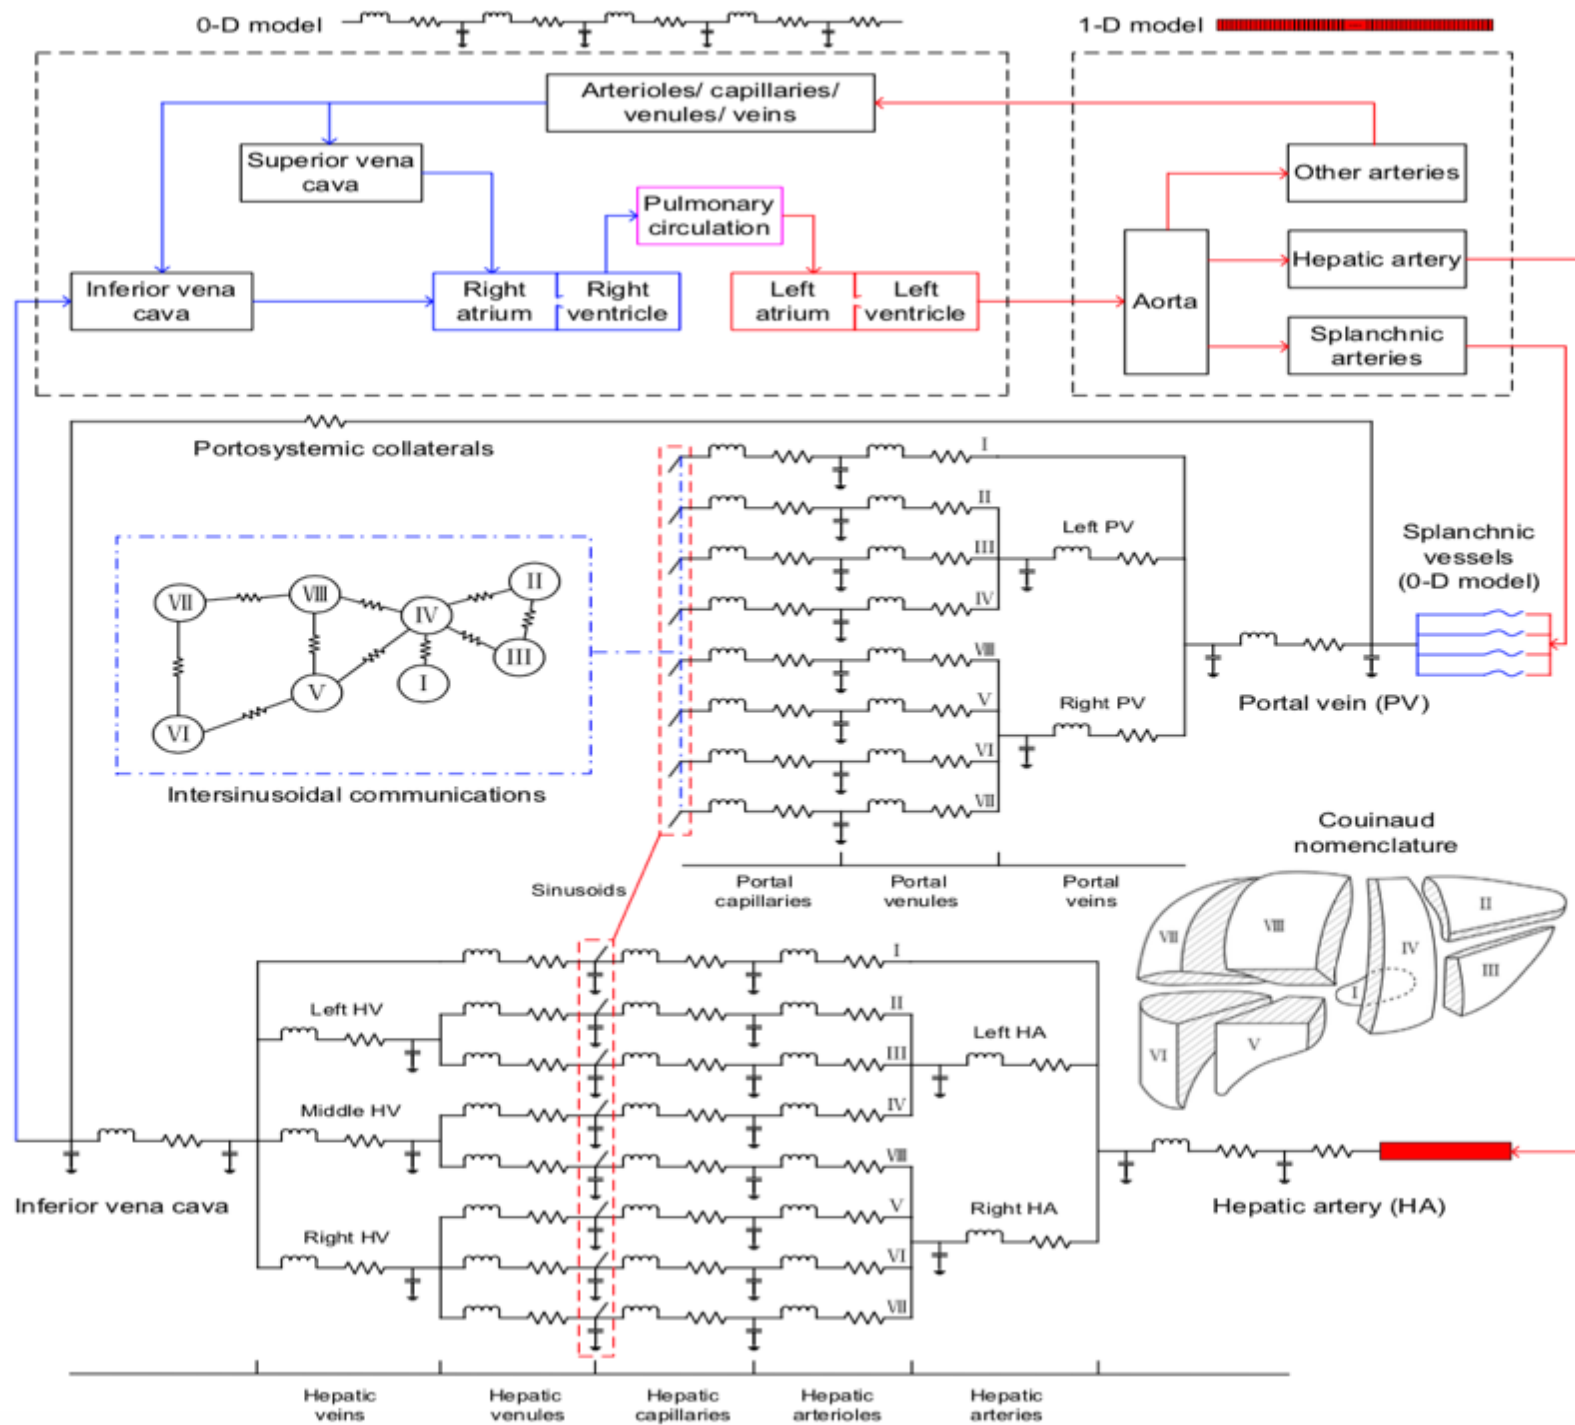 0-D model
1-D model
Arterioles/ capillaries/
venules/ veins
Superior vena
cava
Pulmonary
circulation
Inferior vena
cava
Right
atrium
Right
ventricle
Left
atrium
Left
ventricle
Aorta
Other arteries
Hepatic artery
Splanchnic
arteries
Portosystemic collaterals
I
II
III
IV
VIII
V
VI
VII
Left PV
Right PV
Splanchnic
vessels
(0-D model)
Portal vein (PV)
VII
VIII
IV
II
III
I
V
VI
Intersinusoidal communications
Sinusoids
Portal
capillaries
Portal
venules
Portal
veins
Couinaud
nomenclature
VII
VIII
IV
II
III
I
VI
V
Left HV
Middle HV
Right HV
I
II
III
IV
VIII
V
VI
VII
Left HA
Right HA
Inferior vena cava
Hepatic artery (HA)
Hepatic
veins
Hepatic
venules
Hepatic
capillaries
Hepatic
arterioles
Hepatic
arteries